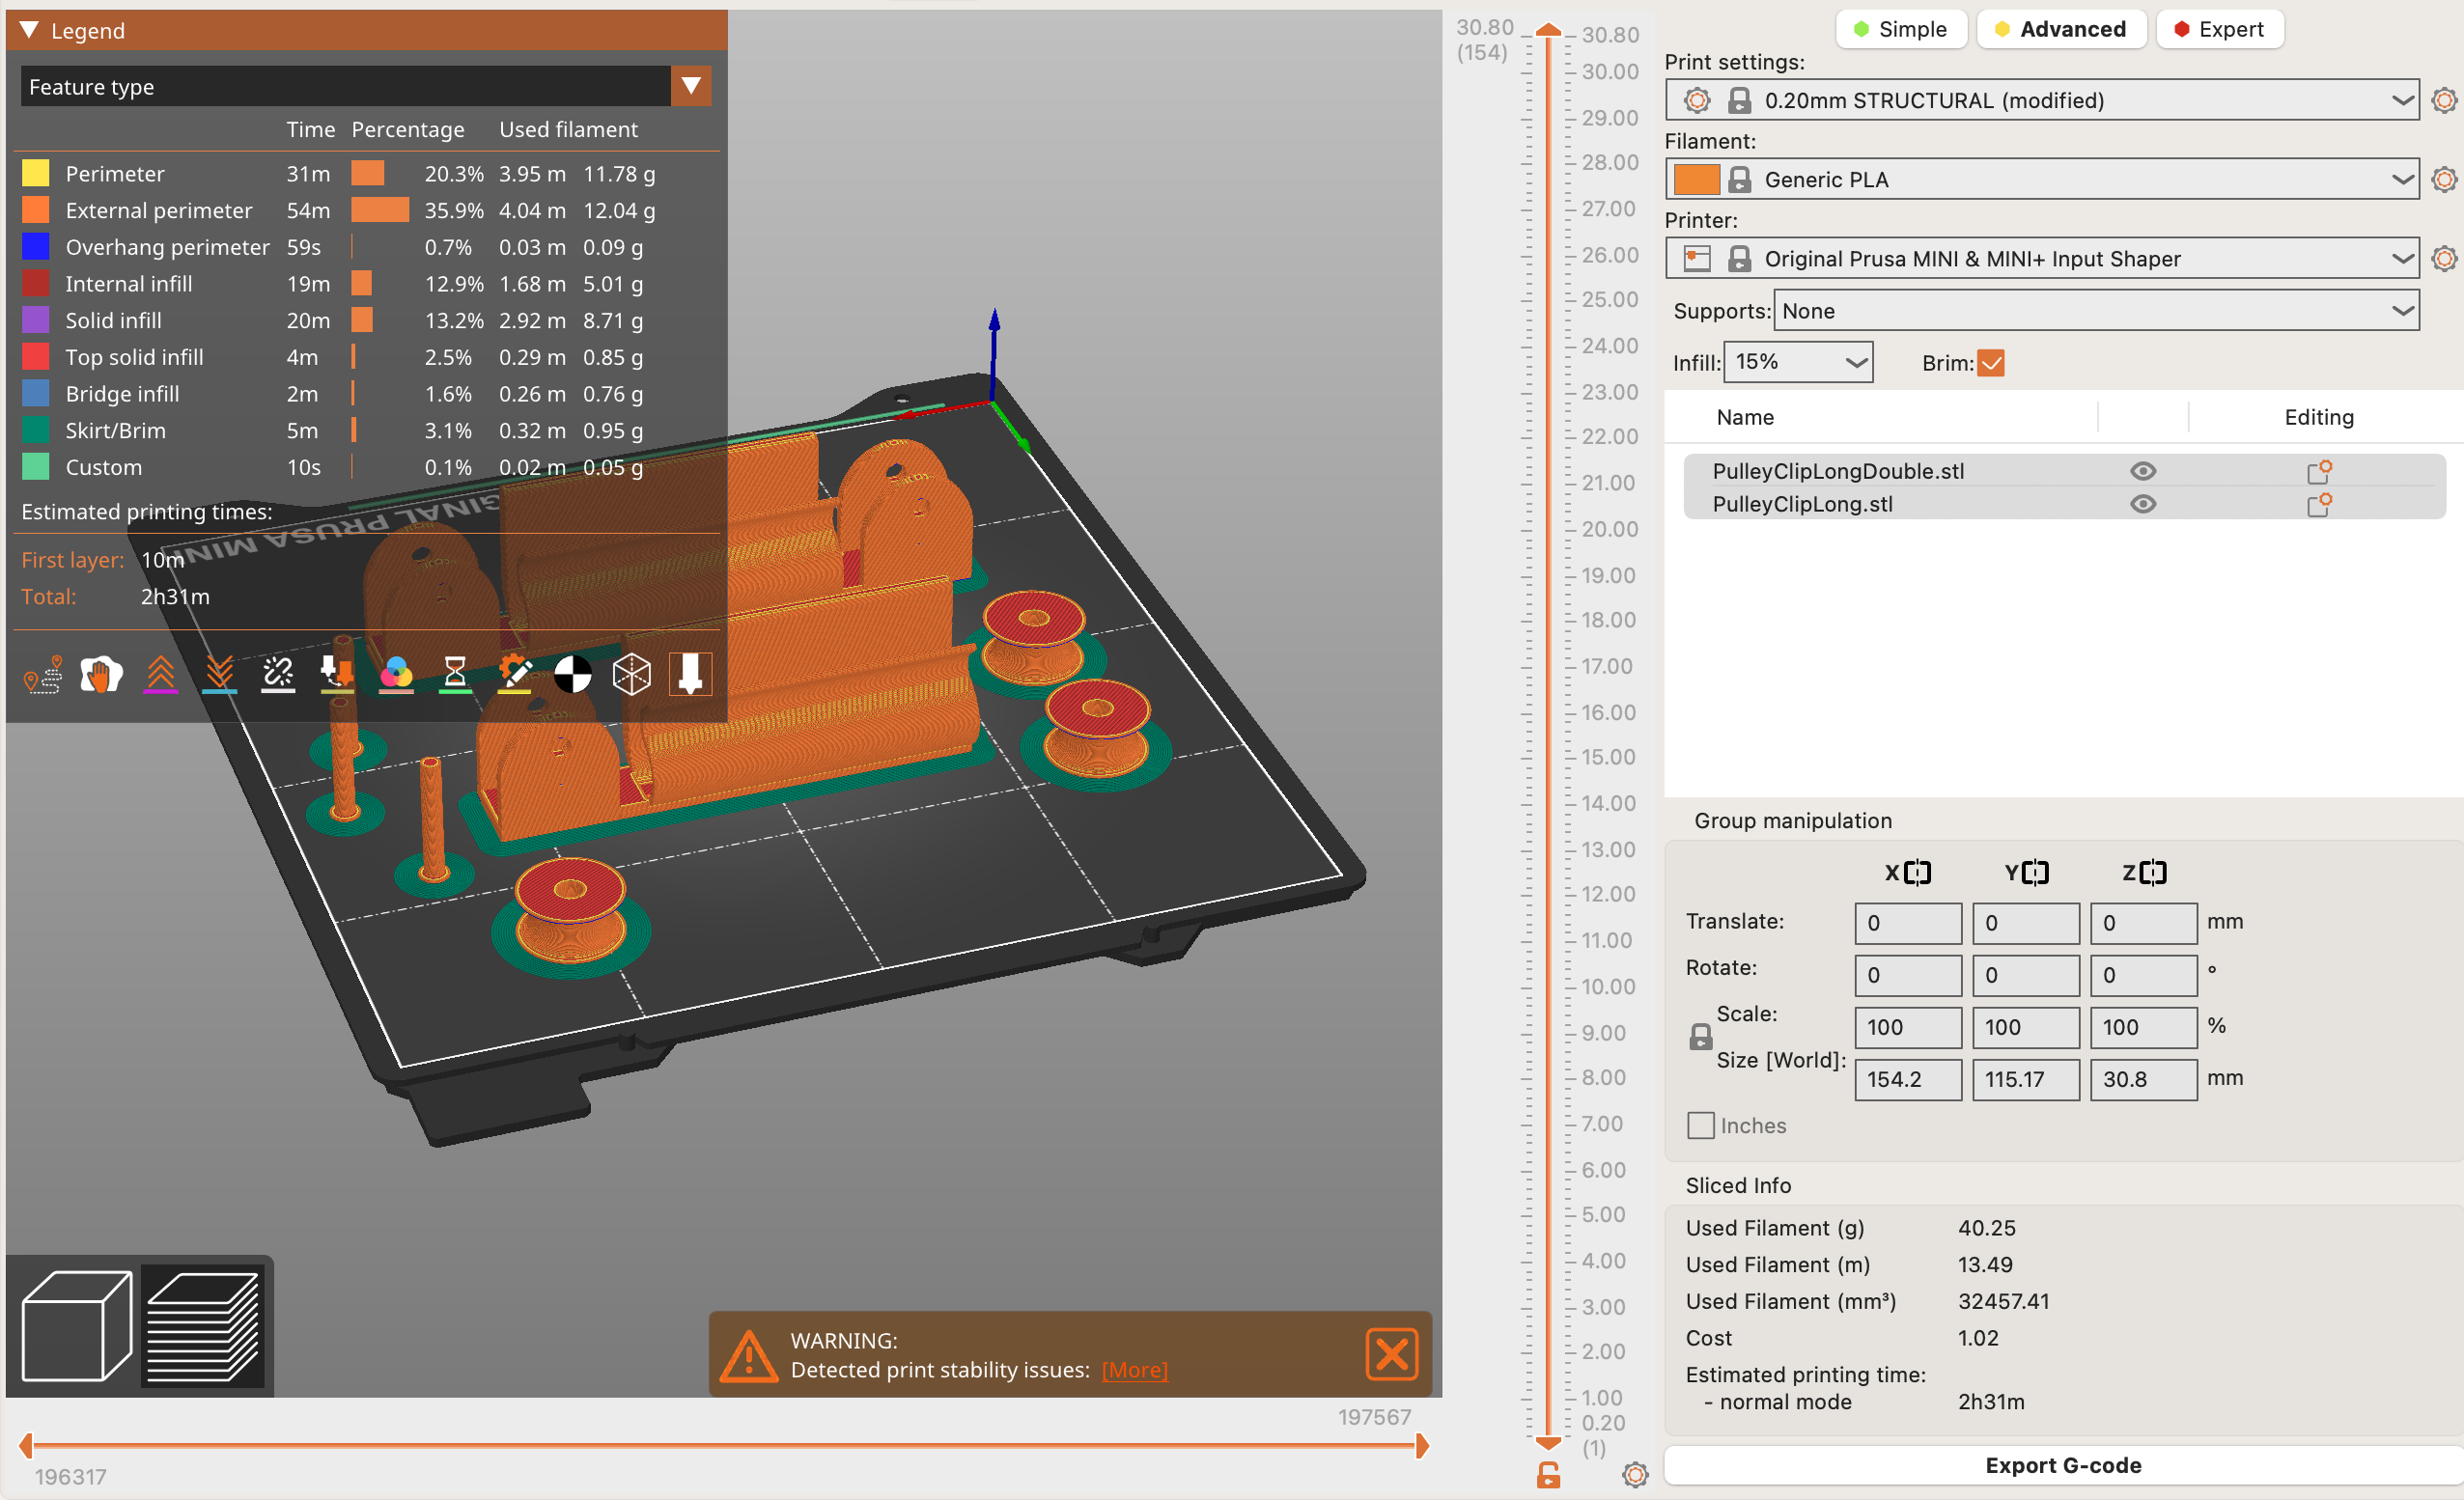 Legend
Feature type
Time Percentage Used filament
Perimeter 31m 20.3% 3.95 m 11.78 g
External perimeter 54m 35.9% 4.04 m 12.04 g
Overhang perimeter 59s 0.7% 0.03 m 0.09 g
Internal infill 19m 12.9% 1.68 m 5.01 g
Solid infill 20m 13.2% 2.92 m 8.71 g
Top solid infill 4m 2.5% 0.29 m 0.85 g
Bridge infill 2m 1.6% 0.26 m 0.76 g
Skirt/Brim 5m 3.1% 0.32 m 0.95 g
Custom 10s 0.1% 0.02 m 0.05 g
Estimated printing times:
First layer: 10m
Total: 2h31m
GINAL PRUSA MINI
WARNING:
Detected print stability issues: [More]
197567
196317
30.80
(154)
30.80
30.00
29.00
28.00
27.00
26.00
25.00
24.00
23.00
22.00
21.00
20.00
19.00
18.00
17.00
16.00
15.00
14.00
13.00
12.00
11.00
10.00
9.00
8.00
7.00
6.00
5.00
4.00
3.00
2.00
1.00
0.20
(1)
Simple Advanced Expert
Print settings:
0.20mm STRUCTURAL (modified)
Filament:
Generic PLA
Printer:
Original Prusa MINI & MINI+ Input Shaper
Supports: None
Infill: 15% Brim:
Name Editing
PulleyClipLongDouble.stl
PulleyClipLong.stl
Group manipulation
X Y Z
Translate: 0 0 0 mm
Rotate: 0 0 0 °
Scale: 100 100 100 %
Size [World]: 154.2 115.17 30.8 mm
Inches
Sliced Info
Used Filament (g) 40.25
Used Filament (m) 13.49
Used Filament (mm³) 32457.41
Cost 1.02
Estimated printing time:
- normal mode 2h31m
Export G-code